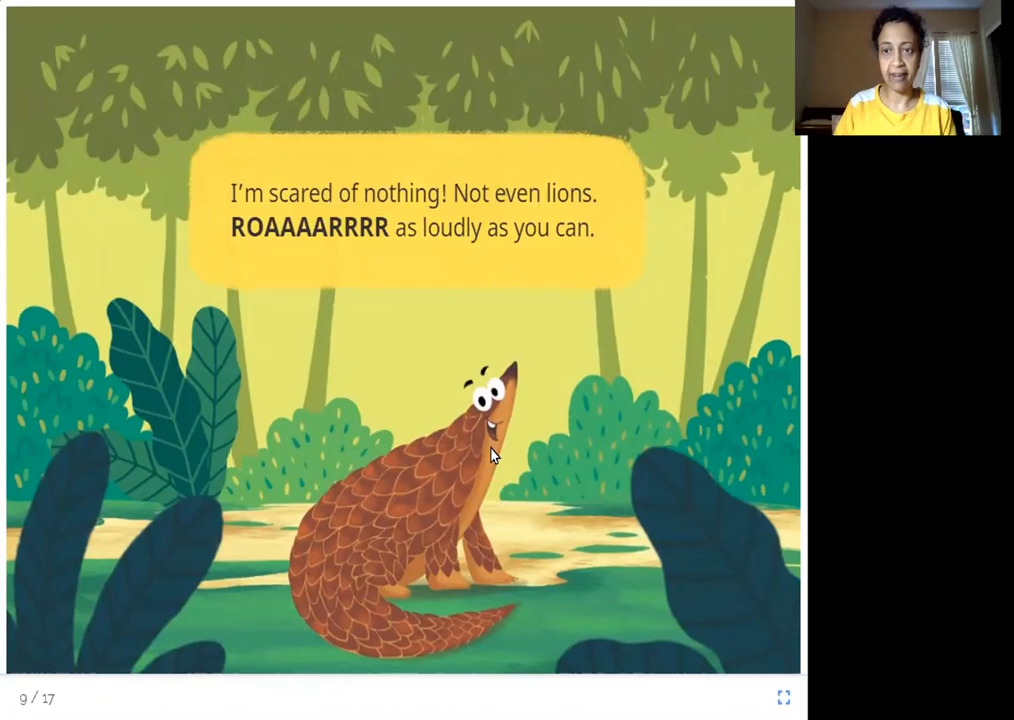 I'm scared of nothing! Not even lions.
ROAAAARRRR as loudly as you can.
9 / 17